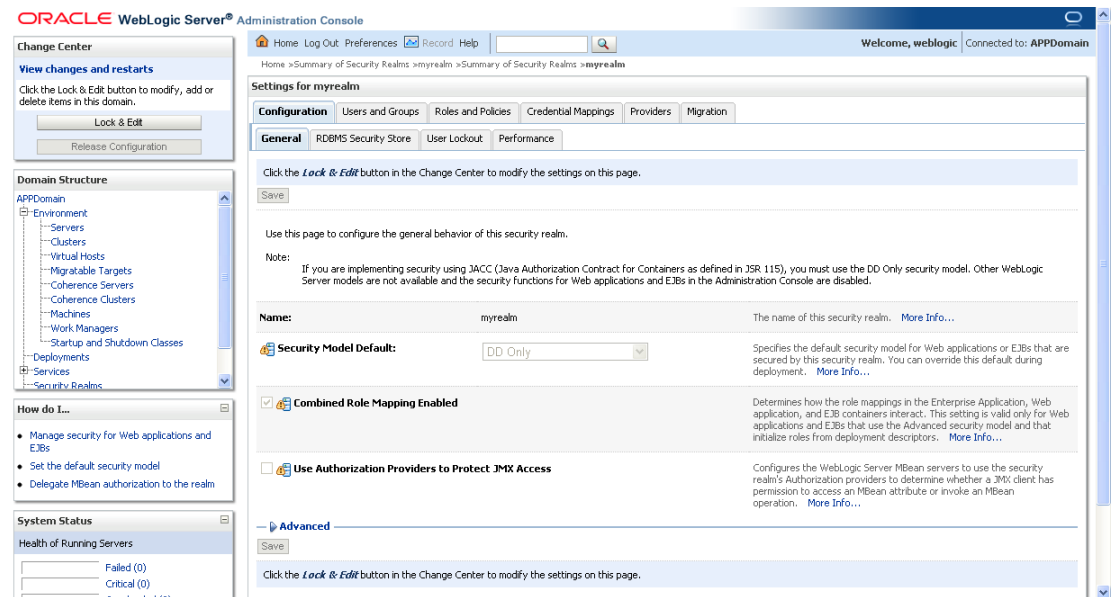 ORACLE WebLogic Server® Administration Console
Change Center
View changes and restarts
Click the Lock & Edit button to modify, add or
delete items in this domain.
Lock & Edit
Release Configuration
Domain Structure
APPDomain
Environment
Servers
Clusters
Virtual Hosts
Migratable Targets
Coherence Servers
Coherence Clusters
Machines
Work Managers
Startup and Shutdown Classes
Deployments
Services
Security Realms
How do I...
Manage security for Web applications and
EJBs
Set the default security model
Delegate MBean authorization to the realm
System Status
Health of Running Servers
Failed (0)
Critical (0)
Home Log Out Preferences Record Help
Welcome, weblogic Connected to: APPDomain
Home >Summary of Security Realms >myrealm >Summary of Security Realms >myrealm
Settings for myrealm
Configuration Users and Groups Roles and Policies Credential Mappings Providers Migration
General RDBMS Security Store User Lockout Performance
Click the Lock & Edit button in the Change Center to modify the settings on this page.
Save
Use this page to configure the general behavior of this security realm.
Note:
If you are implementing security using JACC (Java Authorization Contract for Containers as defined in JSR 115), you must use the DD Only security model. Other WebLogic
Server models are not available and the security functions for Web applications and EJBs in the Administration Console are disabled.
Name: myrealm The name of this security realm. More Info...
Security Model Default: DD Only Specifies the default security model for Web applications or EJBs that are
secured by this security realm. You can override this default during
deployment. More Info...
Combined Role Mapping Enabled Determines how the role mappings in the Enterprise Application, Web
application, and EJB containers interact. This setting is valid only for Web
applications and EJBs that use the Advanced security model and that
initialize roles from deployment descriptors. More Info...
Use Authorization Providers to Protect JMX Access Configures the WebLogic Server MBean servers to use the security
realm's Authorization providers to determine whether a JMX client has
permission to access an MBean attribute or invoke an MBean
operation. More Info...
Advanced
Save
Click the Lock & Edit button in the Change Center to modify the settings on this page.